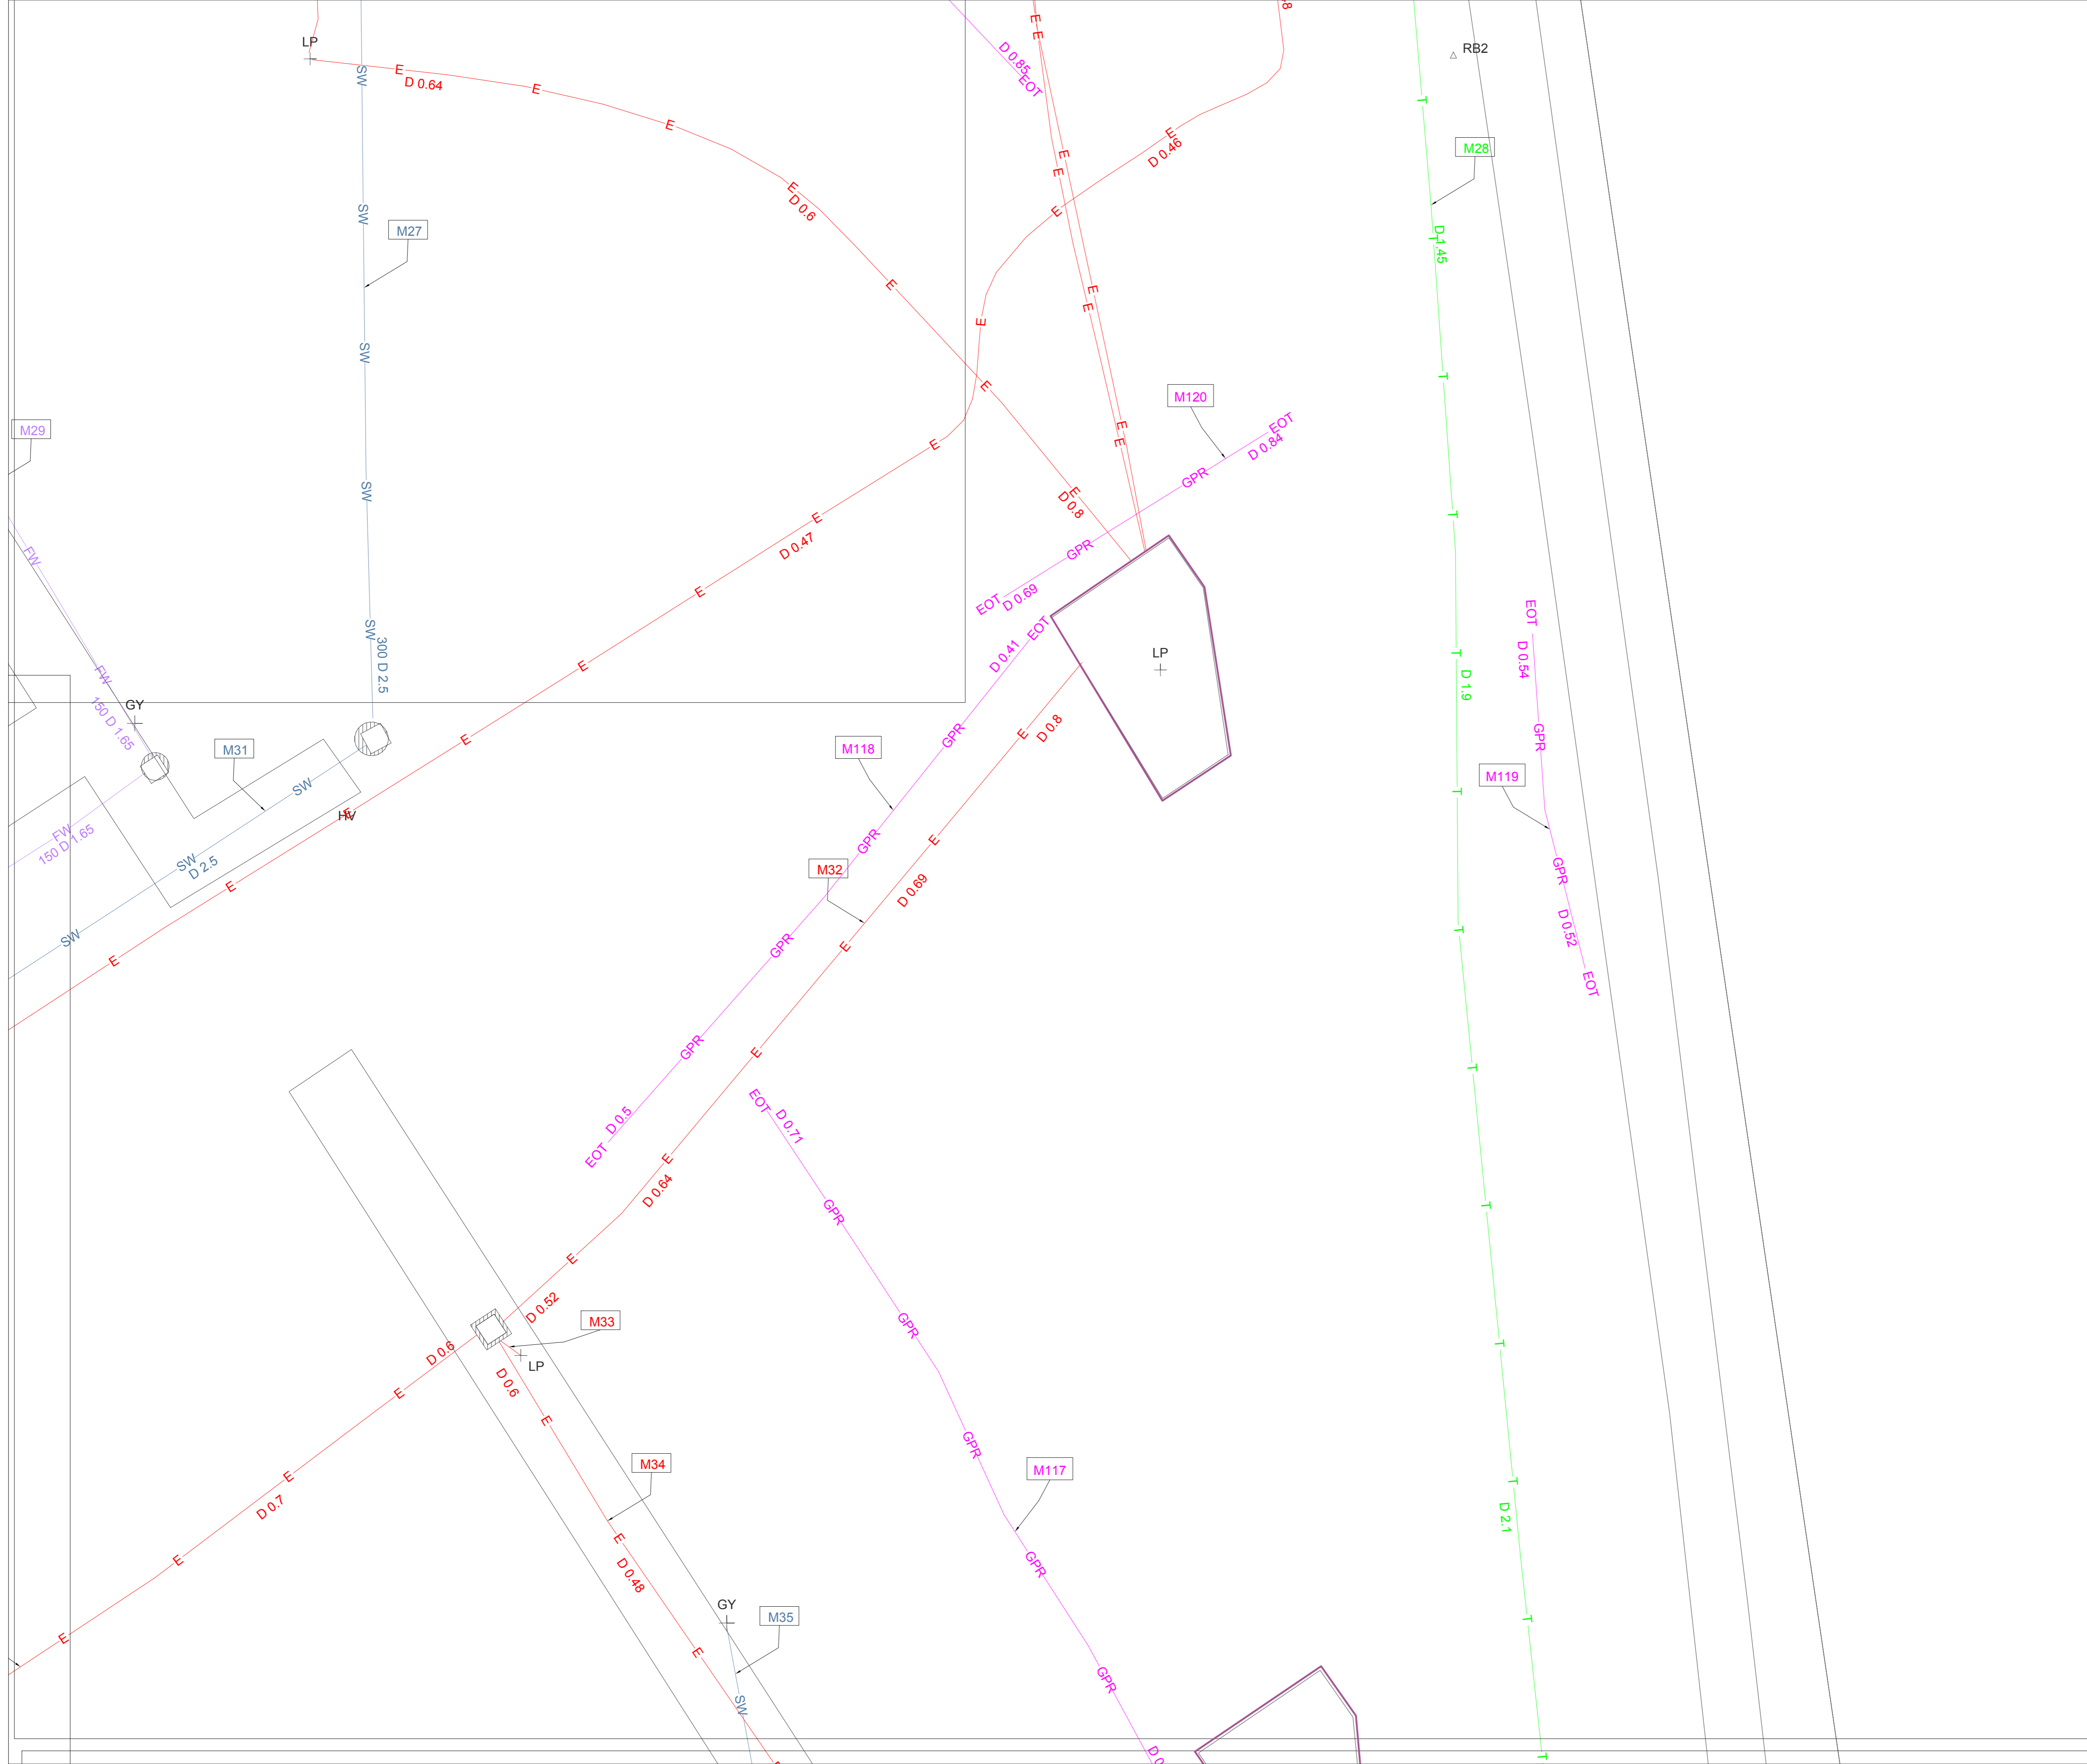 LP
E
D 0.64
E
E
SW
E
D 0.6
E
E
E
D 0.8
SW
M27
SW
SW
SW
300 D 2.5
D 0.85
EOT
E
E
E
E
E
E
E
E
E
D 0.46
E
E
E
E
D 0.47
E
E
E
HV
E
E
E
RB2
T
M28
T
D 1.45
T
T
T
D 1.9
T
T
T
T
T
T
D 2.1
T
T
M120
EOT
D 0.84
GPR
GPR
EOT
D 0.69
LP
EOT
D 0.41
GPR
M118
GPR
GPR
GPR
D 0.5
EOT
E
D 0.8
E
D 0.69
M32
E
E
E
D 0.64
E
D 0.52
EOT
D 0.54
GPR
M119
GPR
D 0.52
EOT
M29
FW
FW
150 D 1.65
GY
M31
FW
150 D 1.65
SW
SW
D 2.5
SW
EOT
D 0.71
GPR
GPR
GPR
M117
GPR
GPR
M33
LP
D 0.6
D 0.6
E
E
D 0.7
E
E
E
M34
E
D 0.48
E
GY
M35
SW